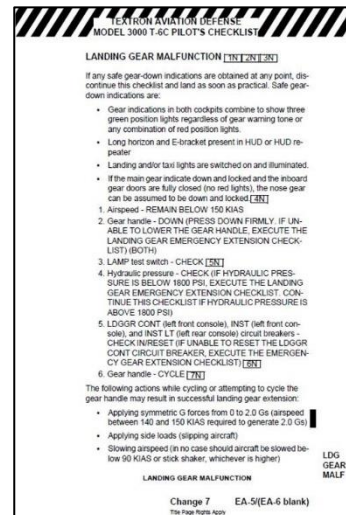 TEXTRON AVIATION DEFENSE
MODEL 3000 T-6C PILOT'S CHECKLIST
LANDING GEAR MALFUNCTION 1N 2N 3N
If any safe gear-down indications are obtained at any point, dis-
continue this checklist and land as soon as practical. Safe gear-
down indications are:
• Gear indications in both cockpits combine to show three
green position lights regardless of gear warning tone or
any combination of red position lights.
• Long horizon and E-bracket present in HUD or HUD re-
peater
• Landing and/or taxi lights are switched on and illuminated.
• If the main gear indicate down and locked and the inboard
gear doors are fully closed (no red lights), the nose gear
can be assumed to be down and locked. 4N
1. Airspeed - REMAIN BELOW 150 KIAS
2. Gear handle - DOWN (PRESS DOWN FIRMLY. IF UN-
ABLE TO LOWER THE GEAR HANDLE, EXECUTE THE
LANDING GEAR EMERGENCY EXTENSION CHECK-
LIST) (BOTH)
3. LAMP test switch - CHECK 5N
4. Hydraulic pressure - CHECK (IF HYDRAULIC PRES-
SURE IS BELOW 1800 PSI, EXECUTE THE LANDING
GEAR EMERGENCY EXTENSION CHECKLIST. CON-
TINUE THIS CHECKLIST IF HYDRAULIC PRESSURE IS
ABOVE 1800 PSI)
5. LDGGR CONT (left front console), INST (left front con-
sole), and INST LT (left rear console) circuit breakers -
CHECK IN/RESET (IF UNABLE TO RESET THE LDGGR
CONT CIRCUIT BREAKER, EXECUTE THE EMERGEN-
CY GEAR EXTENSION CHECKLIST) 6N
6. Gear handle - CYCLE 7N
The following actions while cycling or attempting to cycle the
gear handle may result in successful landing gear extension:
• Applying symmetric G forces from 0 to 2.0 Gs (airspeed
between 140 and 150 KIAS required to generate 2.0 Gs)
• Applying side loads (slipping aircraft)
• Slowing airspeed (in no case should aircraft be slowed be-
low 90 KIAS or stick shaker, whichever is higher)
LDG
GEAR
MALF
LANDING GEAR MALFUNCTION
Change 7 EA-5/(EA-6 blank)
Title Page Rights Apply